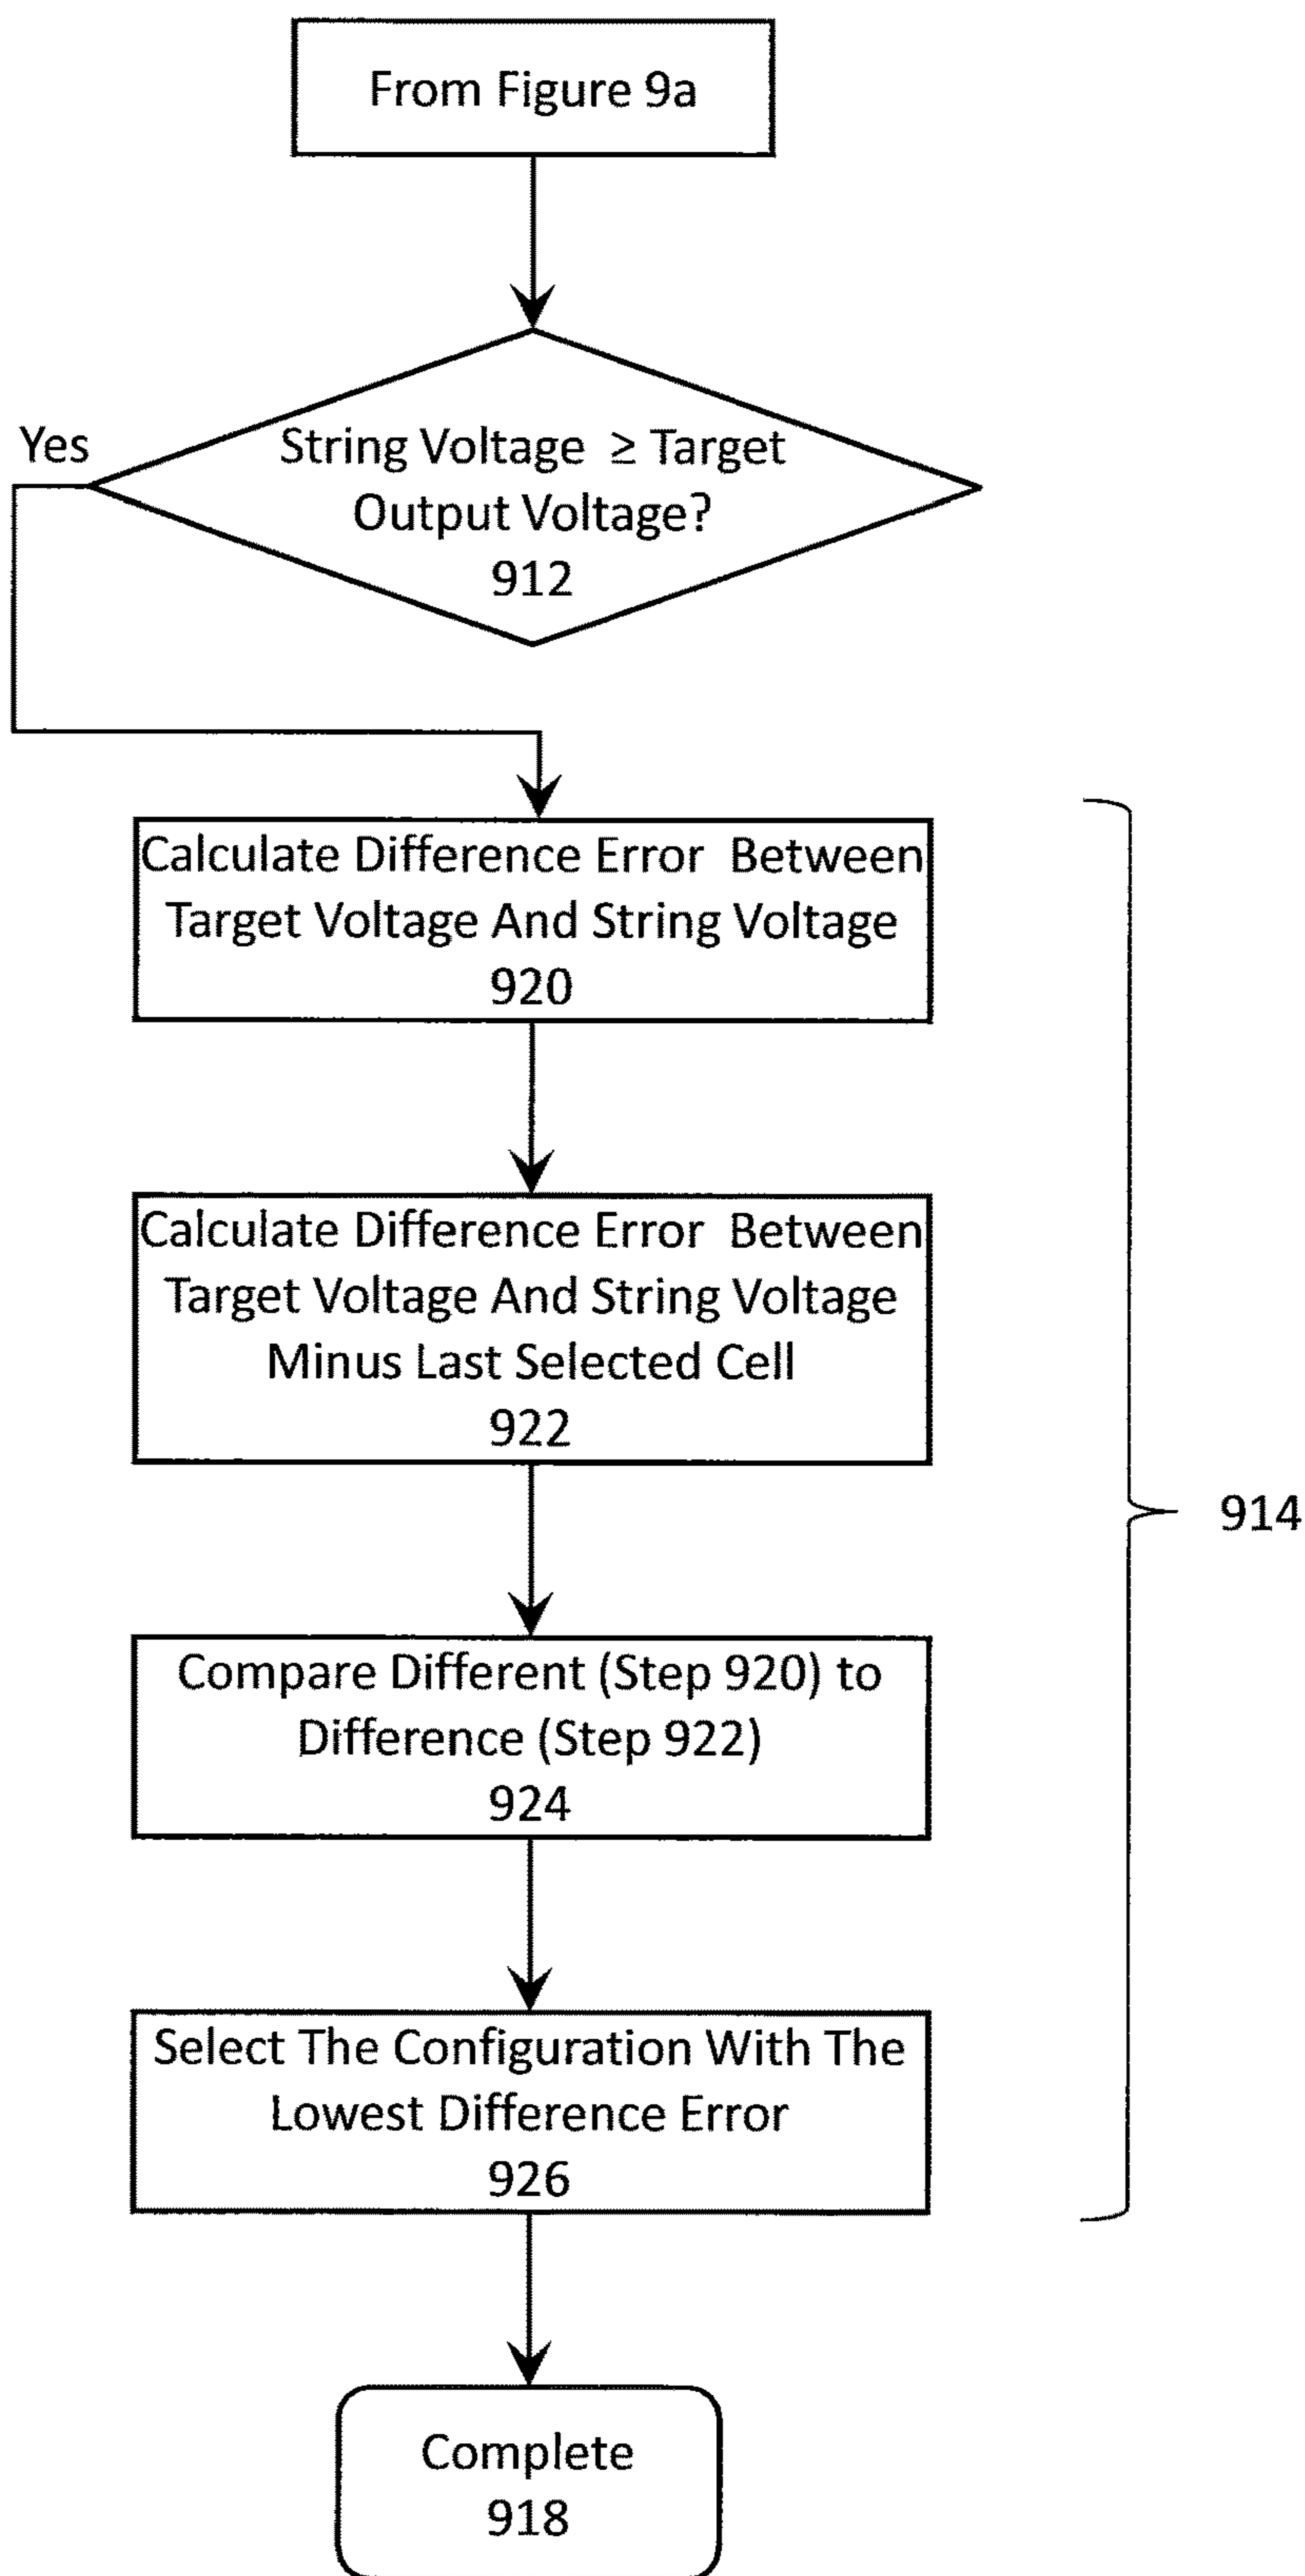 From Figure 9a
Yes
String Voltage ≥ Target
Output Voltage?
912
Calculate Difference Error Between
Target Voltage And String Voltage
920
Calculate Difference Error Between
Target Voltage And String Voltage
Minus Last Selected Cell
922
914
Compare Different (Step 920) to
Difference (Step 922)
924
Select The Configuration With The
Lowest Difference Error
926
Complete
918